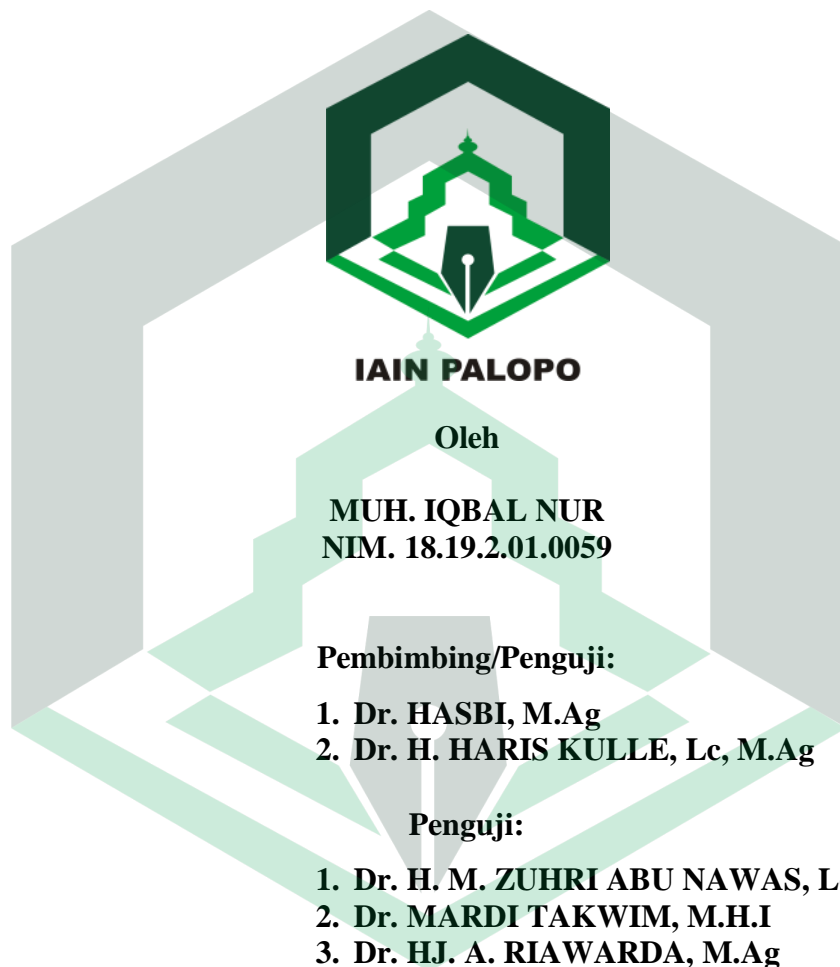 IAIN PALOPO
Oleh
MUH. IQBAL NUR
NIM. 18.19.2.01.0059
Pembimbing/Penguji:
1. Dr. HASBI, M.Ag
2. Dr. H. HARIS KULLE, Lc, M.Ag
Penguji:
1. Dr. H. M. ZUHRI ABU NAWAS, L
2. Dr. MARDI TAKWIM, M.H.I
3. Dr. HJ. A. RIAWARDA, M.Ag